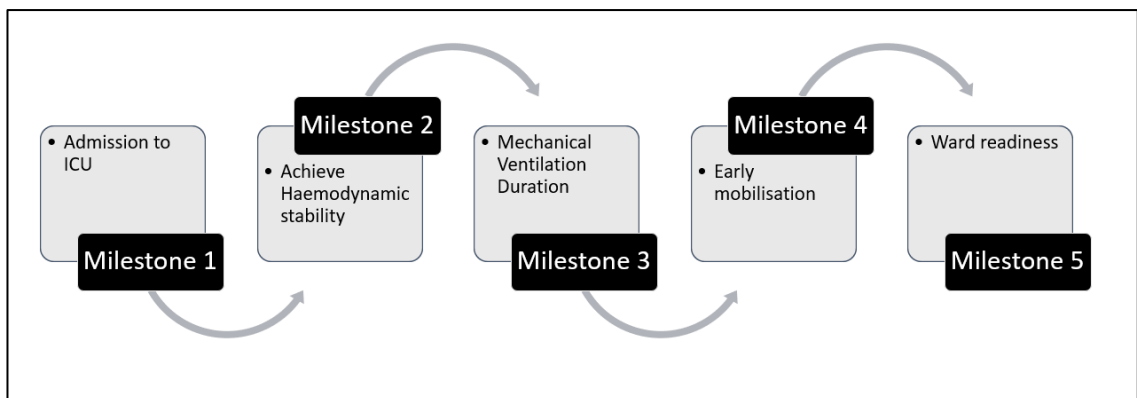 • Admission to
ICU
Milestone 1
Milestone 2
• Achieve
Haemodynamic
stability
• Mechanical
Ventilation
Duration
Milestone 3
Milestone 4
• Early
mobilisation
• Ward readiness
Milestone 5